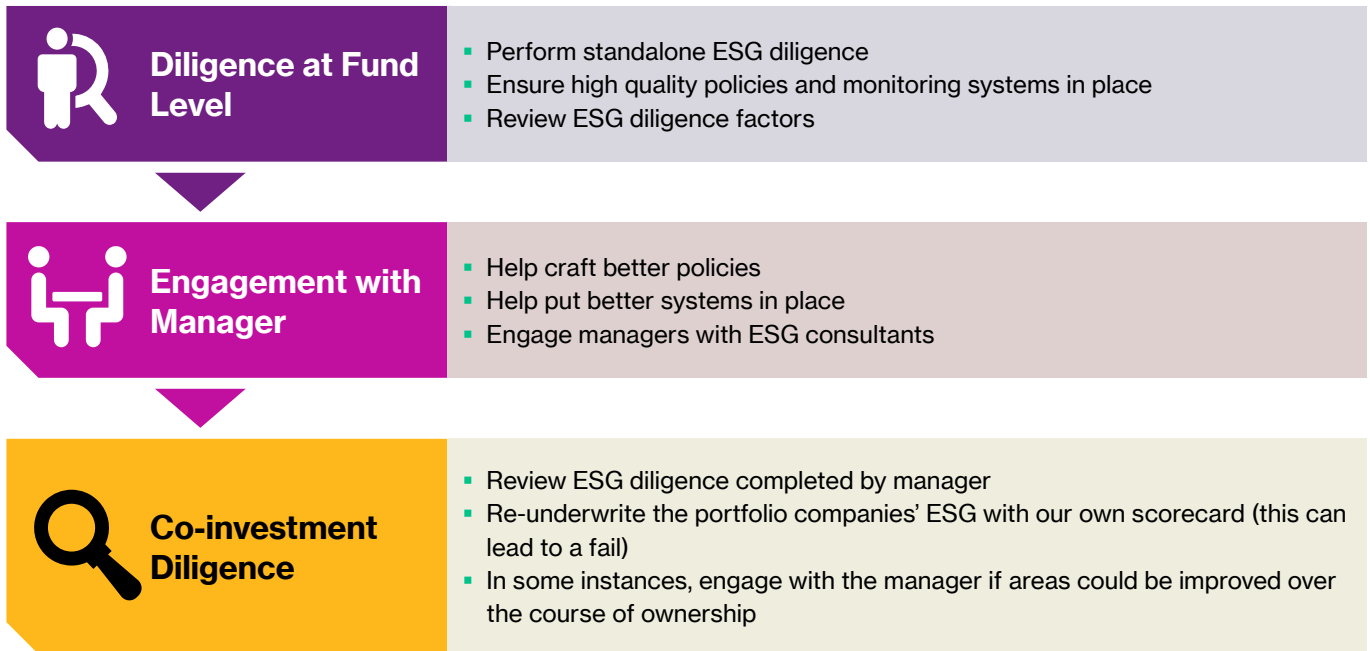 Diligence at Fund
Level
▪ Perform standalone ESG diligence
▪ Ensure high quality policies and monitoring systems in place
▪ Review ESG diligence factors
Engagement with
Manager
▪ Help craft better policies
▪ Help put better systems in place
▪ Engage managers with ESG consultants
Co-investment
Diligence
▪ Review ESG diligence completed by manager
▪ Re-underwrite the portfolio companies’ ESG with our own scorecard (this can
lead to a fail)
▪ In some instances, engage with the manager if areas could be improved over
the course of ownership